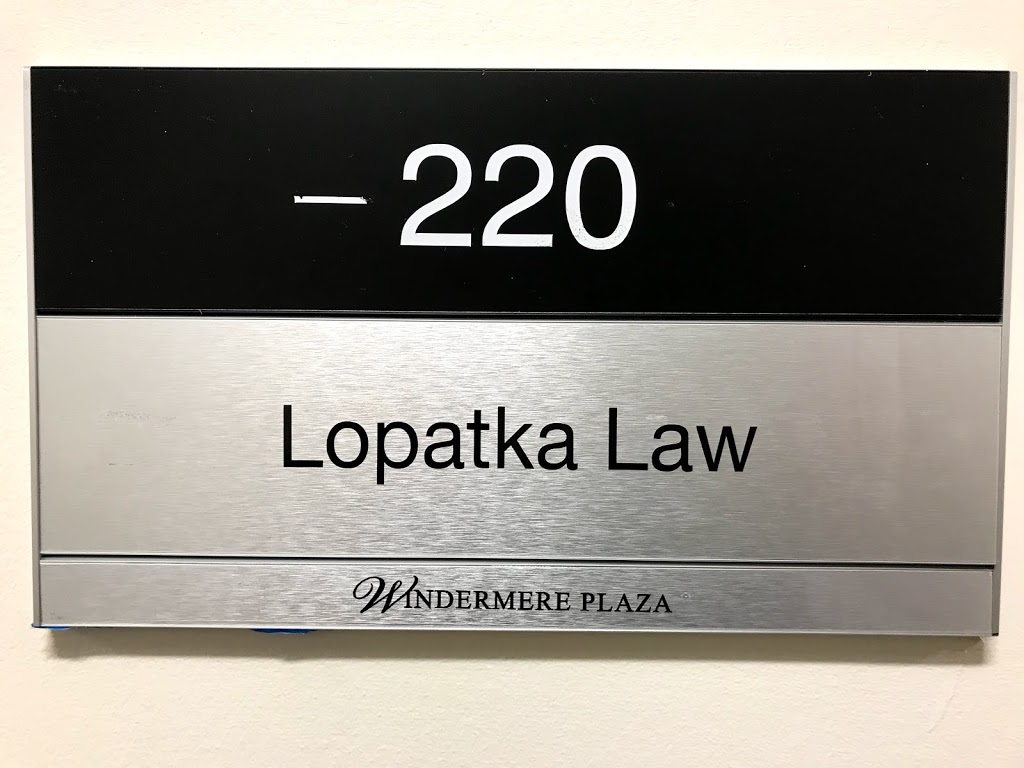 – 220
Lopatka Law
WINDERMERE PLAZA